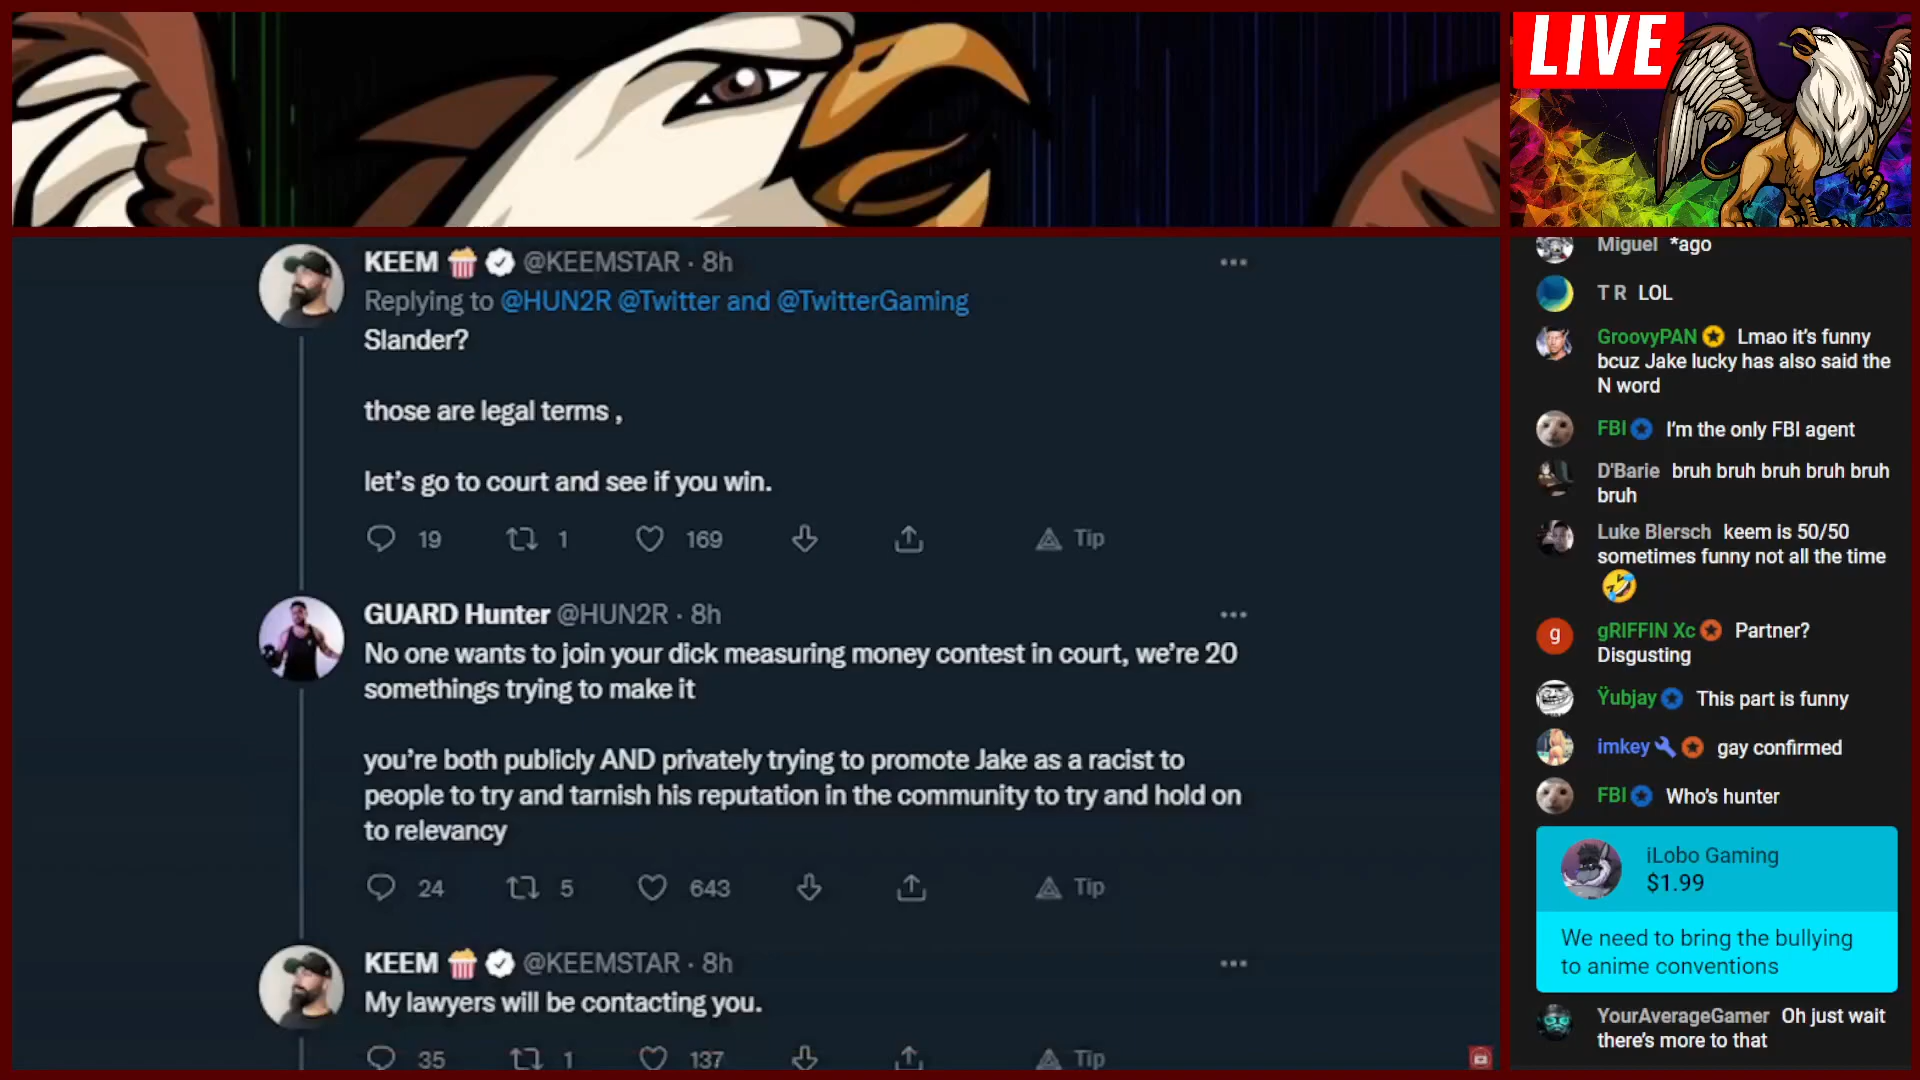 LIVE
KEEM @KEEMSTAR · 8h
Replying to @HUN2R @Twitter and @TwitterGaming
Slander?
those are legal terms ,
let's go to court and see if you win.
19 1 169 Tip
GUARD Hunter @HUN2R · 8h
No one wants to join your dick measuring money contest in court, we're 20
somethings trying to make it
you're both publicly AND privately trying to promote Jake as a racist to
people to try and tarnish his reputation in the community to try and hold on
to relevancy
24 5 643 Tip
KEEM @KEEMSTAR · 8h
My lawyers will be contacting you.
35 1 137 Tip
Miguel *ago
T R LOL
GroovyPAN Lmao it's funny
bcuz Jake lucky has also said the
N word
FBI I'm the only FBI agent
D'Barie bruh bruh bruh bruh bruh
bruh
Luke Blersch keem is 50/50
sometimes funny not all the time
g
gRIFFIN Xc Partner?
Disgusting
Ÿubjay This part is funny
imkey gay confirmed
FBI Who's hunter
iLobo Gaming
$1.99
We need to bring the bullying
to anime conventions
YourAverageGamer Oh just wait
there's more to that